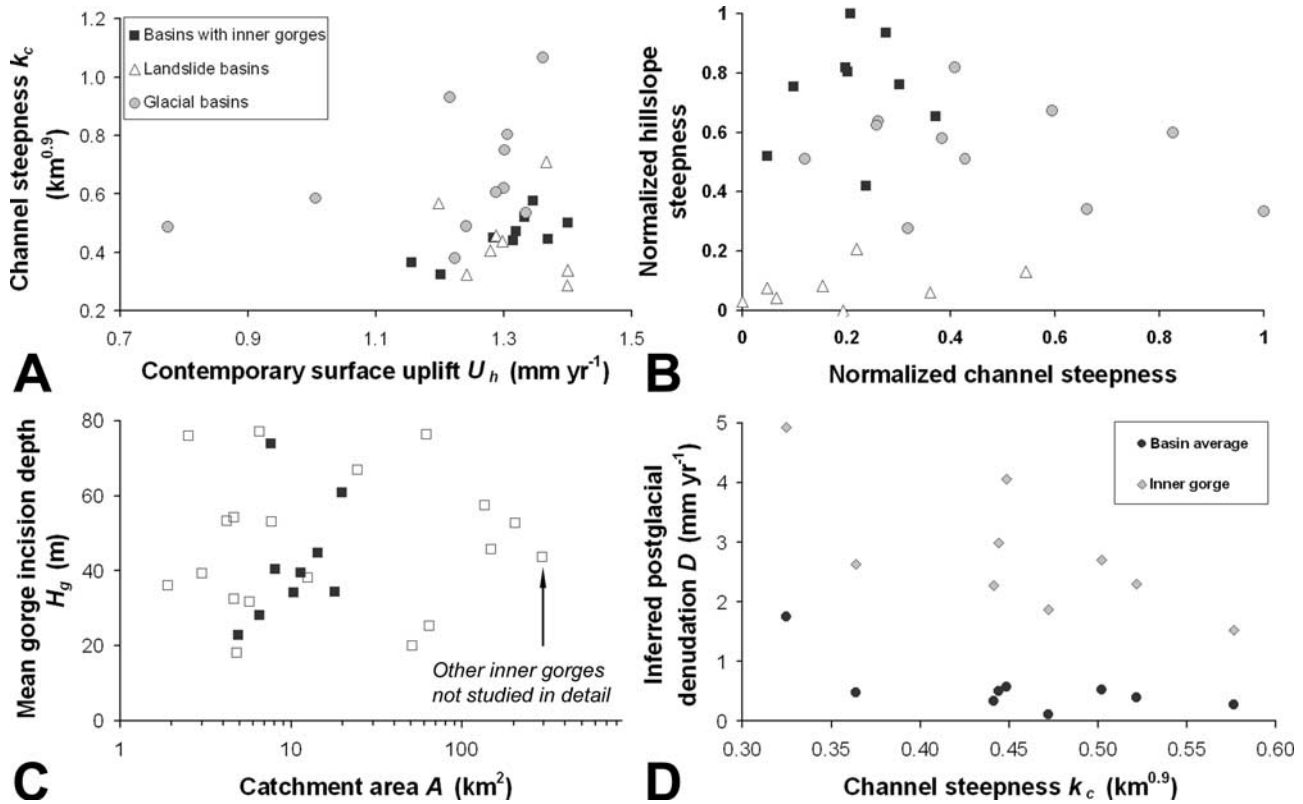 Channel steepness k_c
(km^0.9)
1.2
1.0
0.8
0.6
0.4
0.2
Basins with inner gorges
Landslide basins
Glacial basins
0.7
0.9
1.1
1.3
1.5
A
Contemporary surface uplift U_h (mm yr^-1)
Normalized hillslope
steepness
1
0.8
0.6
0.4
0.2
0
0
0.2
0.4
0.6
0.8
1
B
Normalized channel steepness
Mean gorge incision depth
H_g (m)
80
60
40
20
0
Other inner gorges
not studied in detail
1
10
100
C
Catchment area A (km^2)
Inferred postglacial
denudation D (mm yr^-1)
5
4
3
2
1
0
Basin average
Inner gorge
0.30
0.35
0.40
0.45
0.50
0.55
0.60
D
Channel steepness k_c (km^0.9)